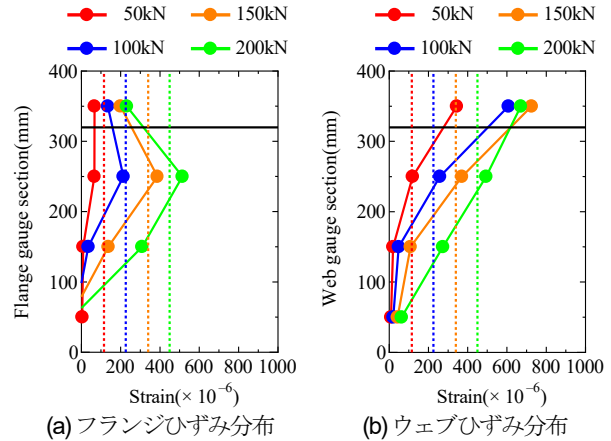 50kN 150kN
100kN 200kN
400
320
240
150
100
0
Flange gauge section(mm)
0 200 400 600 800 1000
Strain(× 10⁻⁶)
(a) フランジひずみ分布
50kN 150kN
100kN 200kN
400
300
200
100
0
Web gauge section(mm)
0 200 400 600 800 1000
Strain(× 10⁻⁶)
(b) ウェブひずみ分布